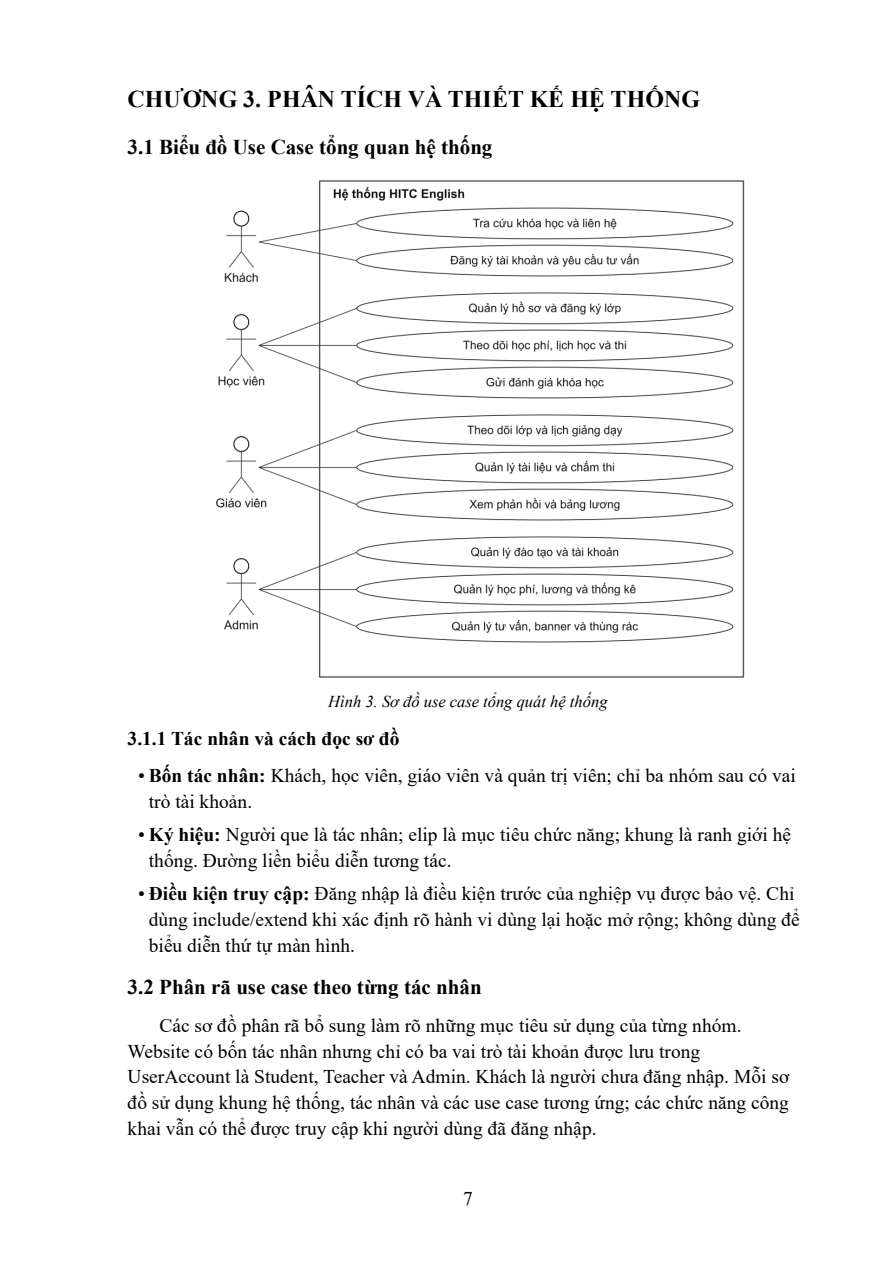 CHƯƠNG 3. PHÂN TÍCH VÀ THIẾT KẾ HỆ THỐNG
3.1 Biểu đồ Use Case tổng quan hệ thống
Hệ thống HITC English
Tra cứu khóa học và liên hệ
Đăng ký tài khoản và yêu cầu tư vấn
Khách
Quản lý hồ sơ và đăng ký lớp
Theo dõi học phí, lịch học và thi
Gửi đánh giá khóa học
Học viên
Theo dõi lớp và lịch giảng dạy
Quản lý tài liệu và chấm thi
Xem phản hồi và bảng lương
Giáo viên
Quản lý đào tạo và tài khoản
Quản lý học phí, lương và thống kê
Quản lý tư vấn, banner và thùng rác
Admin
Hình 3. Sơ đồ use case tổng quát hệ thống
3.1.1 Tác nhân và cách đọc sơ đồ
• Bốn tác nhân: Khách, học viên, giáo viên và quản trị viên; chỉ ba nhóm sau có vai
trò tài khoản.
• Ký hiệu: Người que là tác nhân; elip là mục tiêu chức năng; khung là ranh giới hệ
thống. Đường liền biểu diễn tương tác.
• Điều kiện truy cập: Đăng nhập là điều kiện trước của nghiệp vụ được bảo vệ. Chỉ
dùng include/extend khi xác định rõ hành vi dùng lại hoặc mở rộng; không dùng để
biểu diễn thứ tự màn hình.
3.2 Phân rã use case theo từng tác nhân
Các sơ đồ phân rã bổ sung làm rõ những mục tiêu sử dụng của từng nhóm.
Website có bốn tác nhân nhưng chỉ có ba vai trò tài khoản được lưu trong
UserAccount là Student, Teacher và Admin. Khách là người chưa đăng nhập. Mỗi sơ
đồ sử dụng khung hệ thống, tác nhân và các use case tương ứng; các chức năng công
khai vẫn có thể được truy cập khi người dùng đã đăng nhập.
7